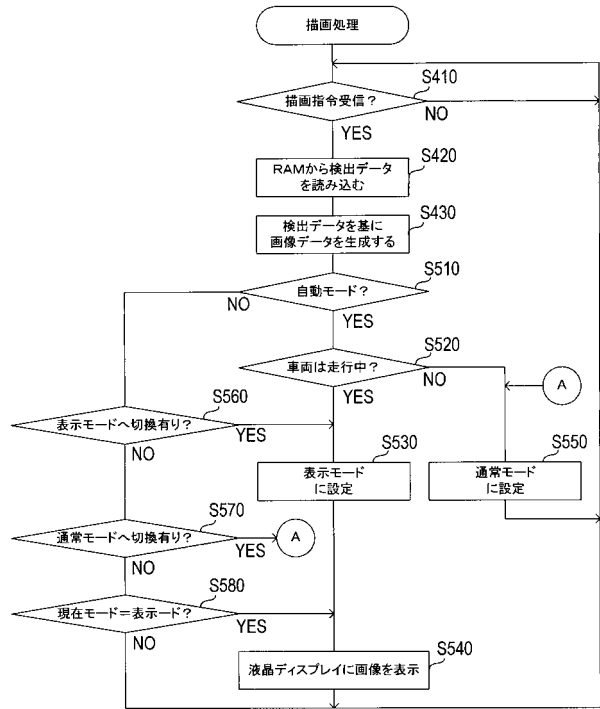 描画処理
S410
描画指令受信？
NO
YES
S420
RAMから検出データ
を読み込む
S430
検出データを基に
画像データを生成する
S510
自動モード？
NO
YES
S520
車両は走行中？
NO
YES
A
S560
表示モードへ切換有り？
YES
NO
S530
表示モード
に設定
S550
通常モード
に設定
S570
通常モードへ切換有り？
YES
A
NO
S580
現在モード＝表示ード？
YES
NO
S540
液晶ディスプレイに画像を表示